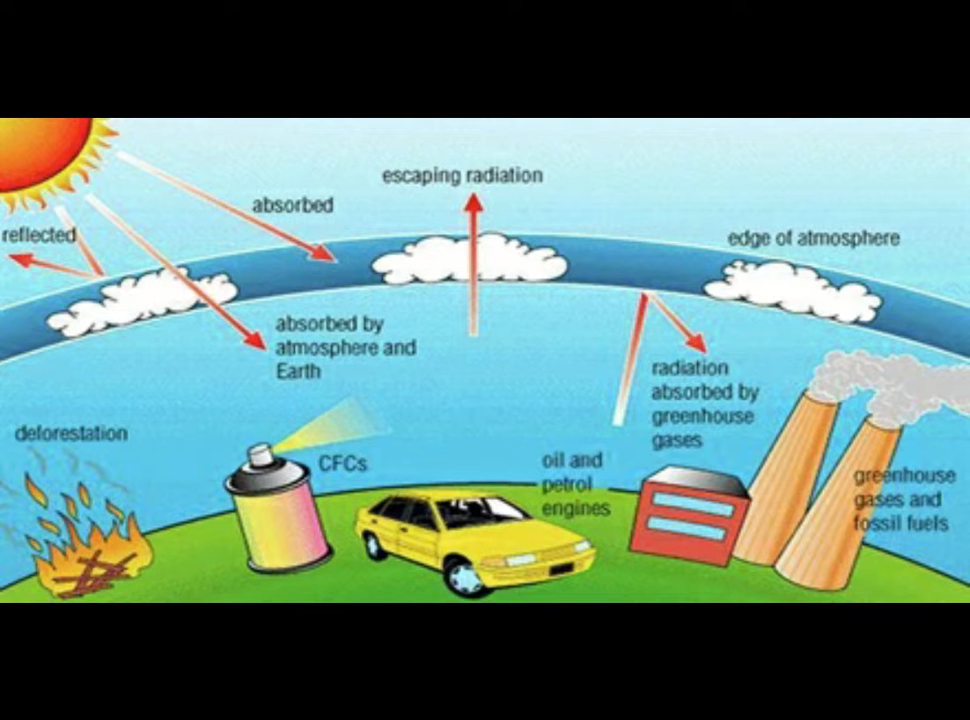 escaping radiation
absorbed
reflected
edge of atmosphere
absorbed by
atmosphere and
Earth
radiation
absorbed by
greenhouse
gases
deforestation
CFCs
oil and
petrol
engines
greenhouse
gases and
fossil fuels